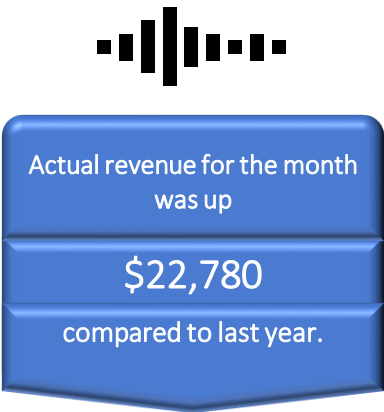 Actual revenue for the month
was up
$22,780
compared to last year.